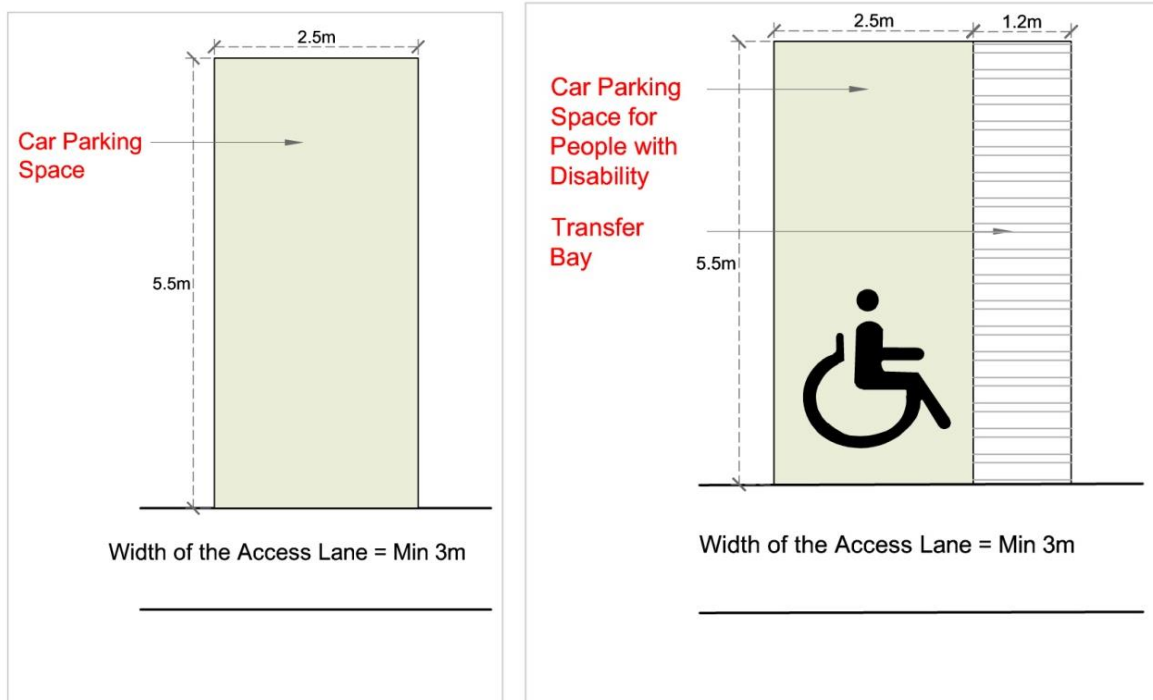 2.5m
Car Parking
Space
5.5m
Width of the Access Lane = Min 3m
2.5m
1.2m
Car Parking
Space for
People with
Disability
Transfer
Bay
5.5m
Width of the Access Lane = Min 3m